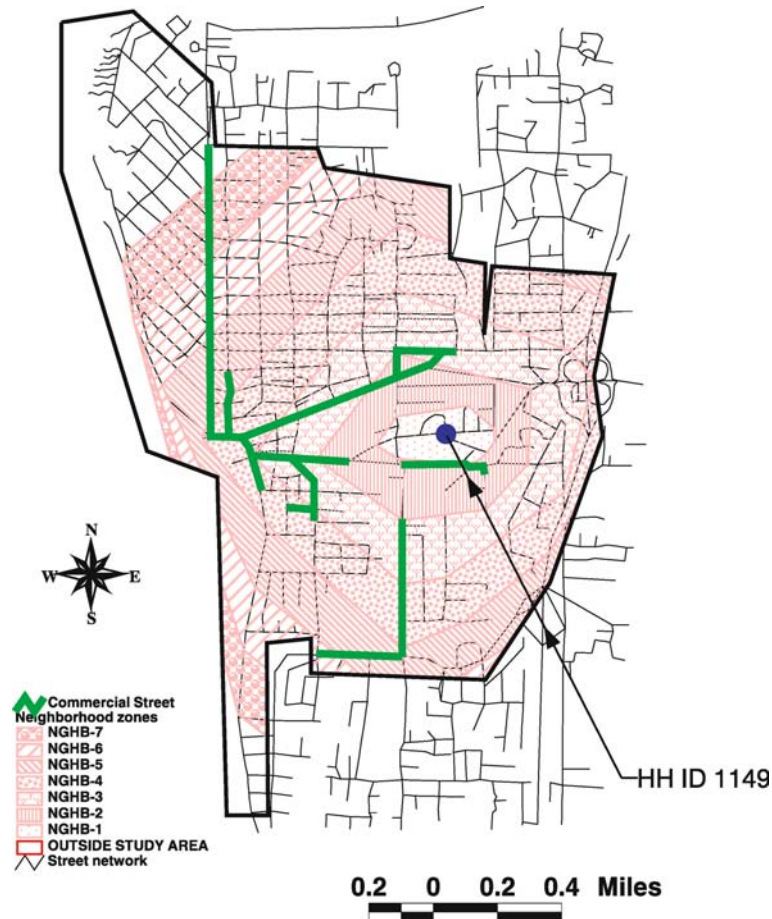 N
W E
S
Commercial Street
Neighborhood zones
NGHB-7
NGHB-6
NGHB-5
NGHB-4
NGHB-3
NGHB-2
NGHB-1
OUTSIDE STUDY AREA
Street network
HH ID 1149
0.2 0 0.2 0.4 Miles